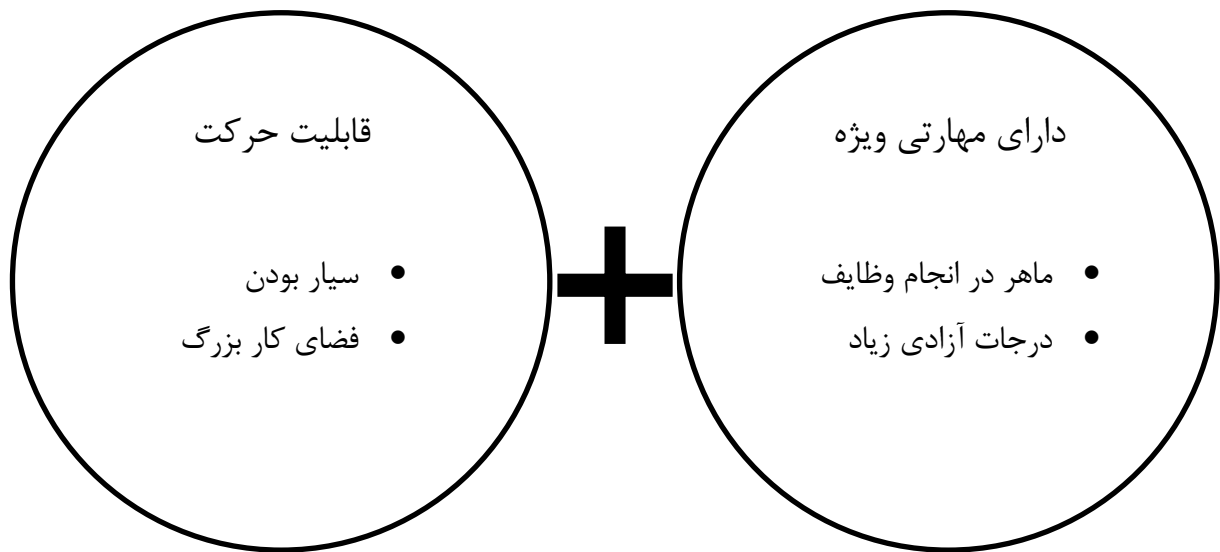 دارای مهارتی ویژه
• ماهر در انجام وظایف
• درجات آزادی زیاد
+
قابلیت حرکت
• سیار بودن
• فضای کار بزرگ